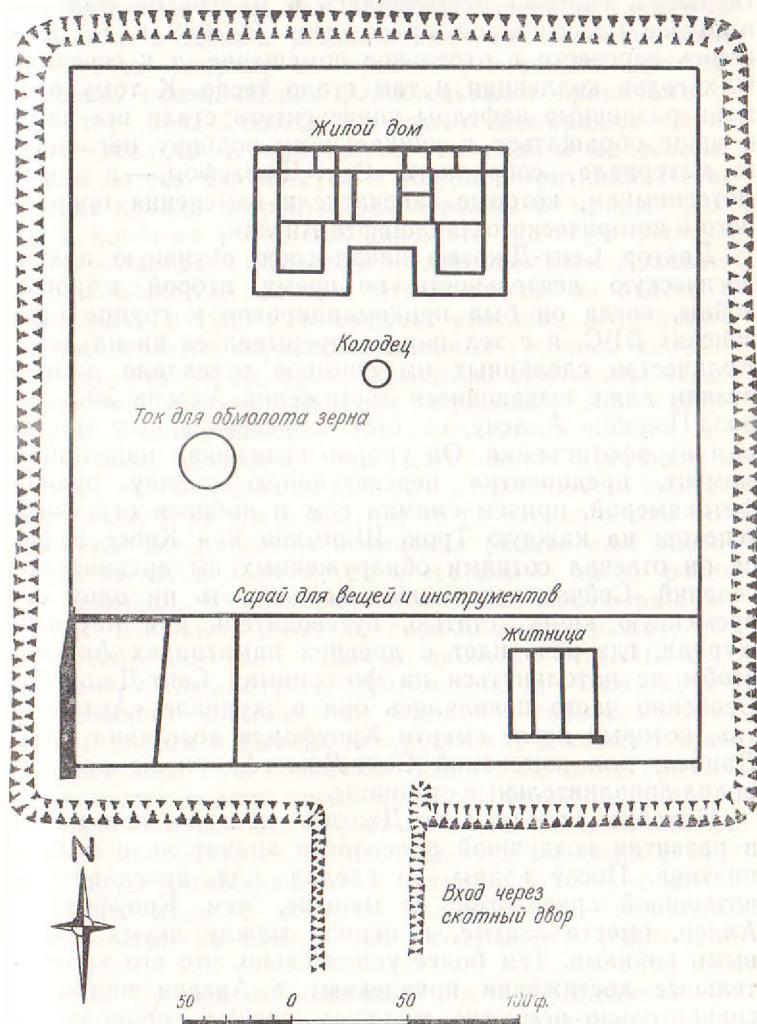 Жилой дом
Колодец
Ток для обмолота зерна
Сарай для вещей и инструментов
Житница
N
Вход через
скотный двор
50 0 50 100 ф.